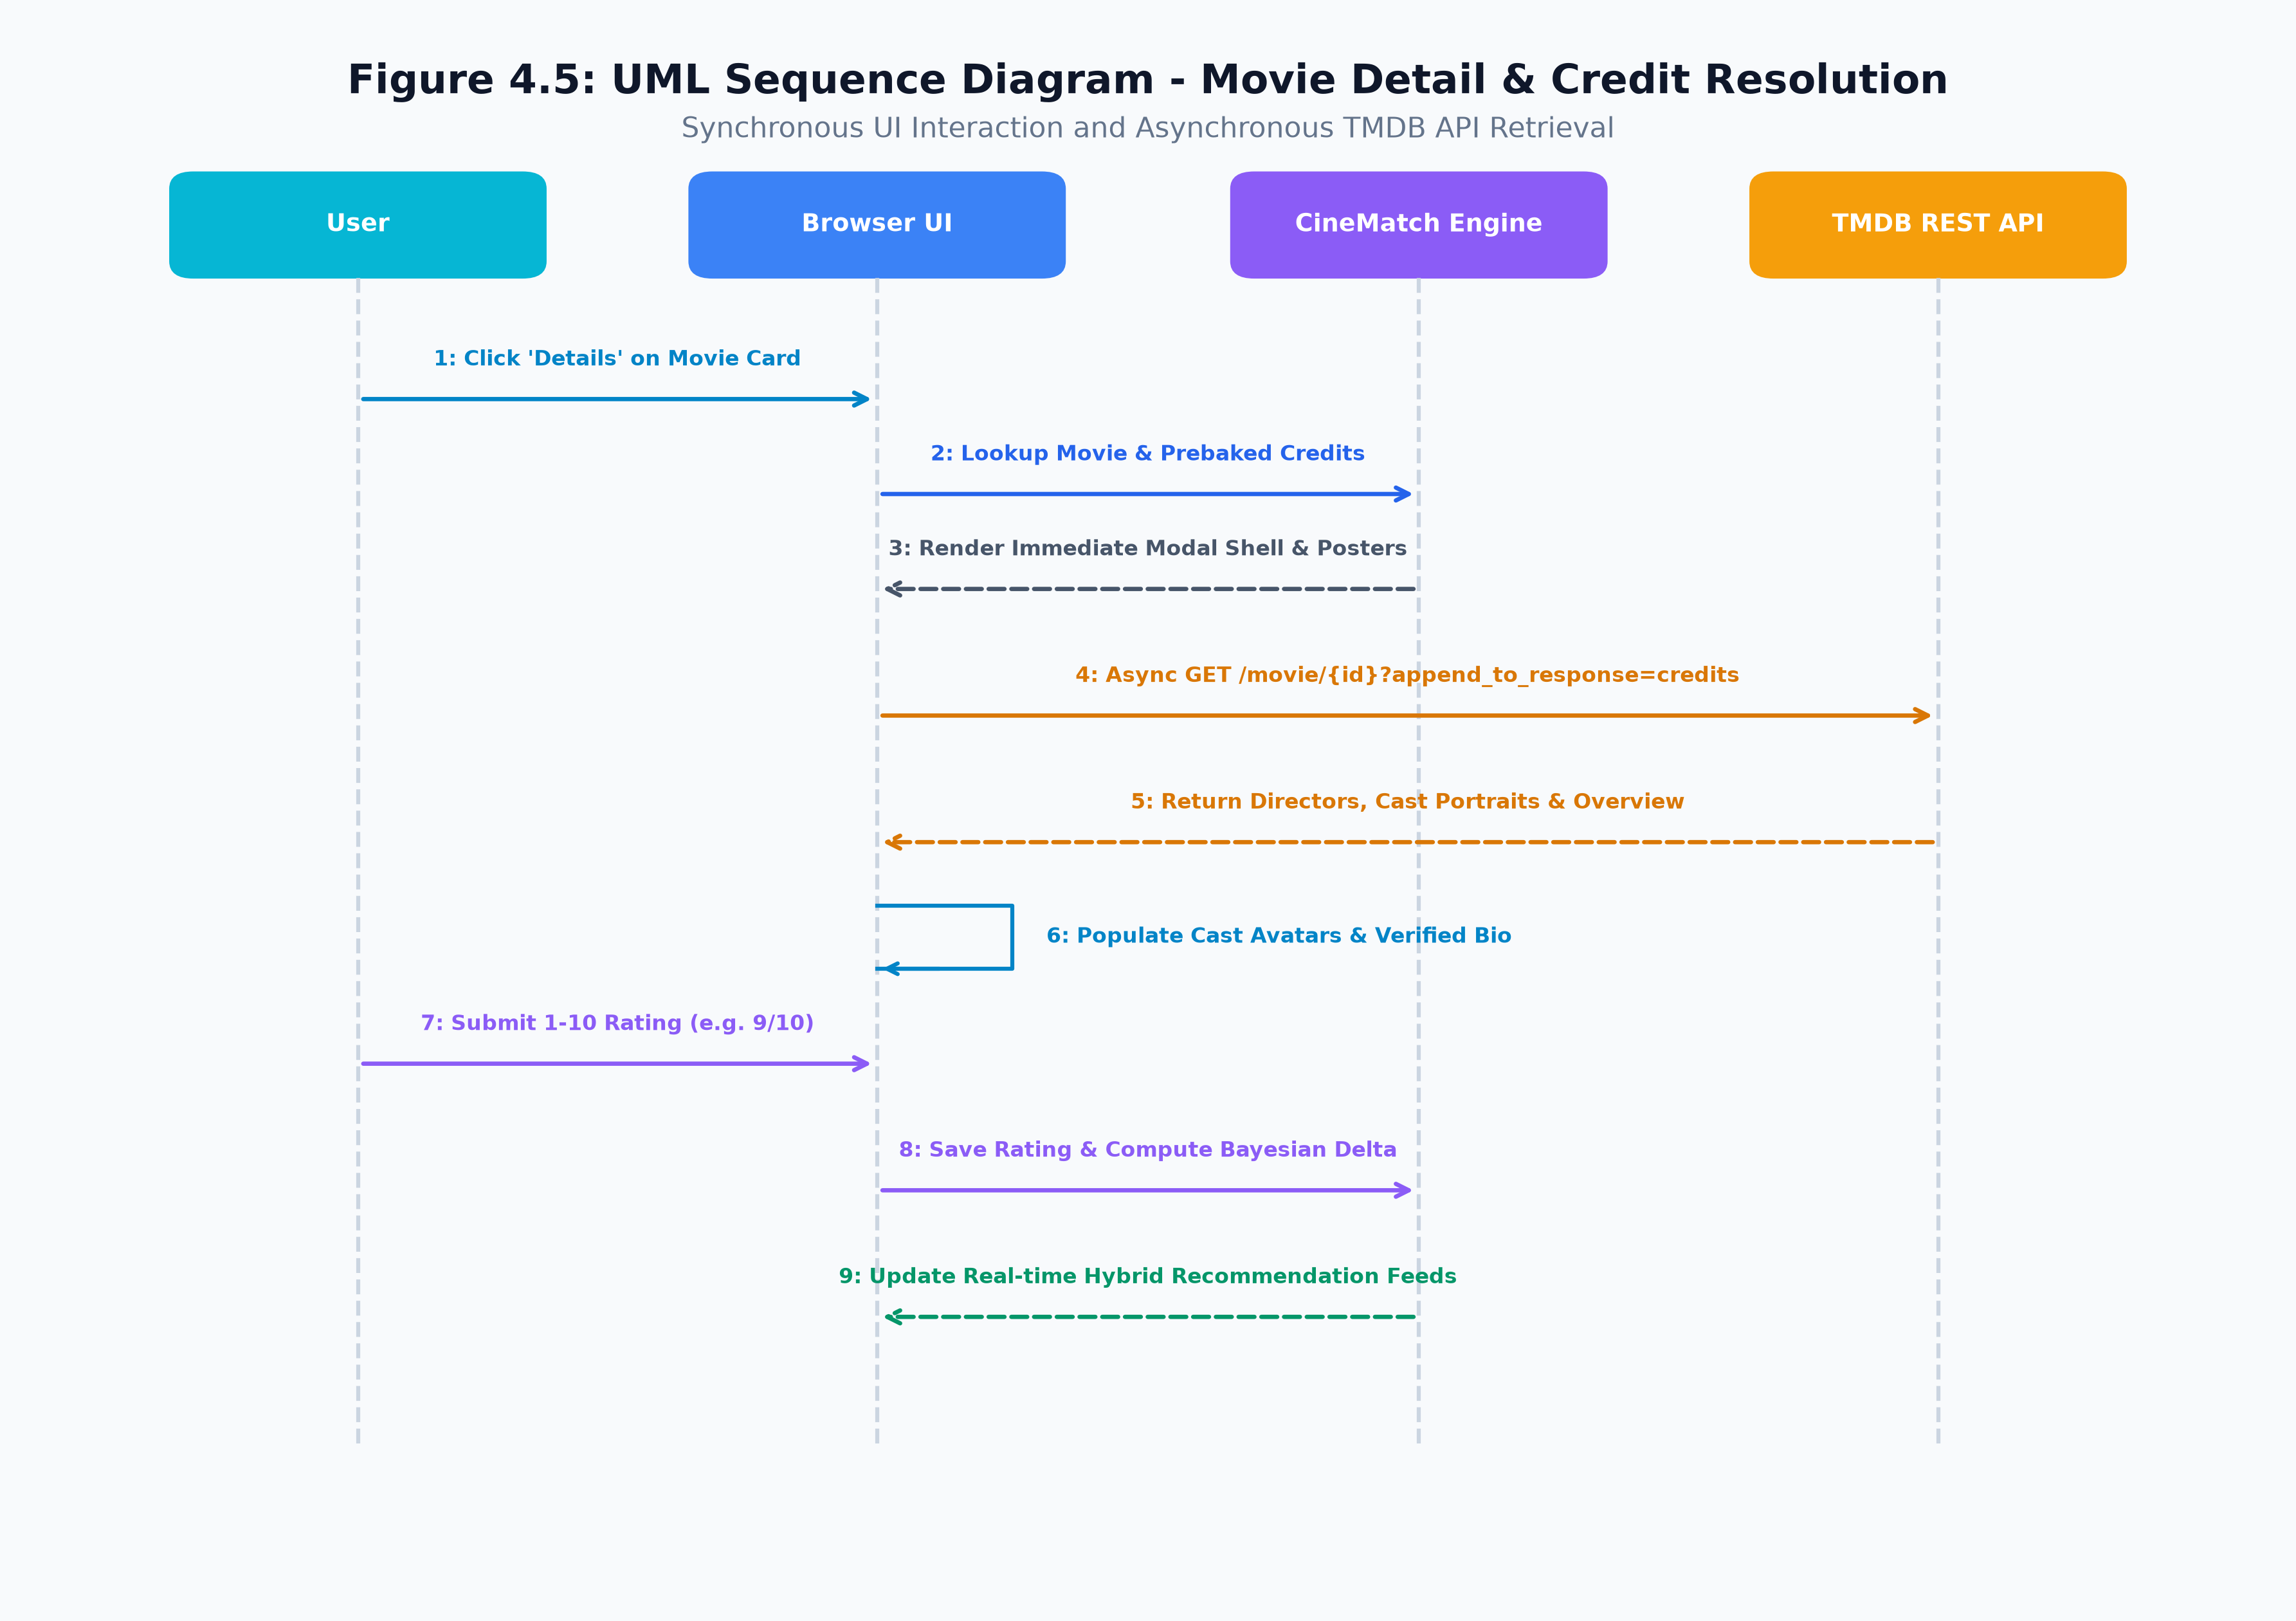 Figure 4.5: UML Sequence Diagram - Movie Detail & Credit Resolution
Synchronous UI Interaction and Asynchronous TMDB API Retrieval
User
Browser UI
CineMatch Engine
TMDB REST API
1: Click 'Details' on Movie Card
2: Lookup Movie & Prebaked Credits
3: Render Immediate Modal Shell & Posters
4: Async GET /movie/{id}?append_to_response=credits
5: Return Directors, Cast Portraits & Overview
6: Populate Cast Avatars & Verified Bio
7: Submit 1-10 Rating (e.g. 9/10)
8: Save Rating & Compute Bayesian Delta
9: Update Real-time Hybrid Recommendation Feeds